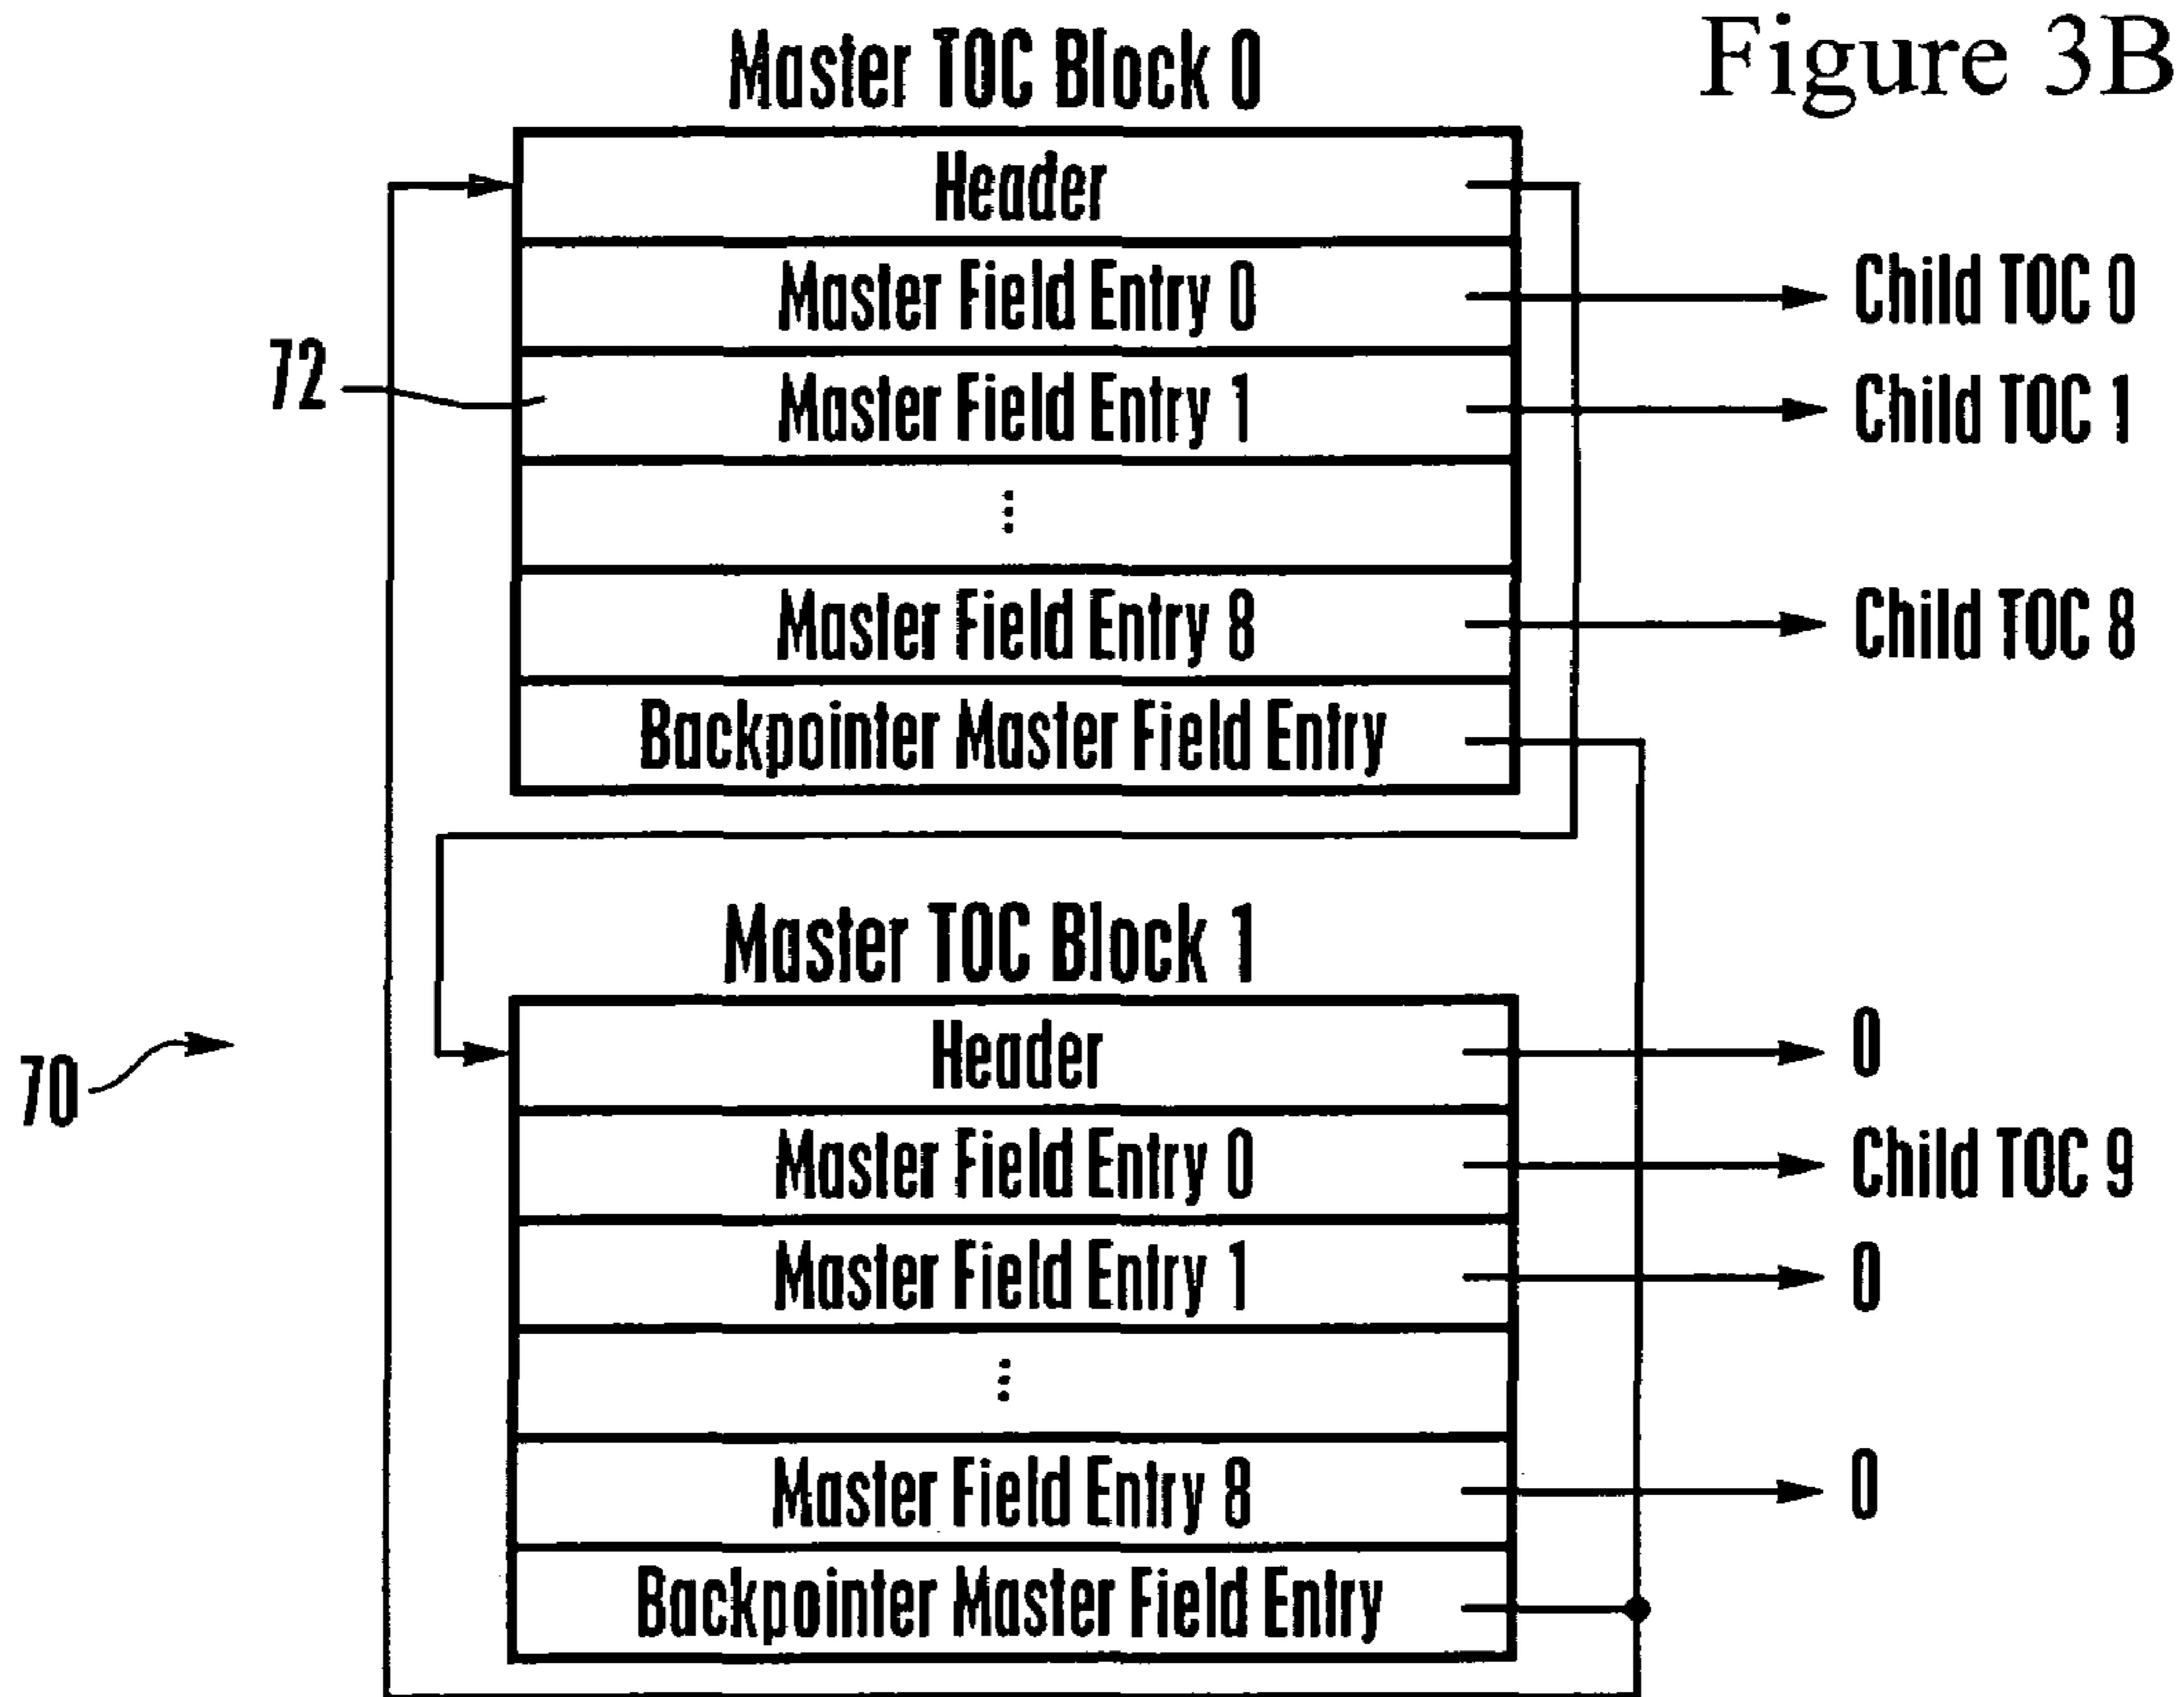 Figure 3B
Master TOC Block 0
Header
Master Field Entry 0
Child TOC 0
72
Master Field Entry 1
Child TOC 1
⋮
Master Field Entry 8
Child TOC 8
Backpointer Master Field Entry
Master TOC Block 1
70
Header
0
Master Field Entry 0
Child TOC 9
Master Field Entry 1
0
⋮
Master Field Entry 8
0
Backpointer Master Field Entry